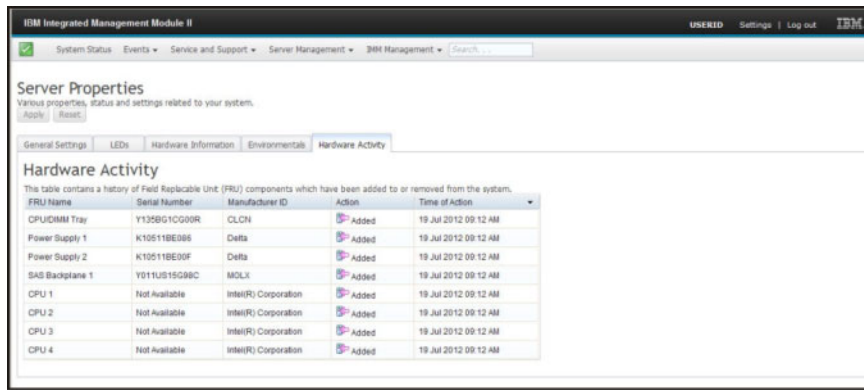 IBM Integrated Management Module II USERID Settings | Log out IBM
System Status Events Service and Support Server Management IMM Management Search...
Server Properties
Various properties, status and settings related to your system.
Apply Reset
General Settings LEDs Hardware Information Environmentals Hardware Activity
Hardware Activity
This table contains a history of Field Replacable Unit (FRU) components which have been added to or removed from the system.
FRU Name Serial Number Manufacturer ID Action Time of Action
CPU/DIMM Tray Y135BG1CG00R CLCN Added 19 Jul 2012 09:12 AM
Power Supply 1 K10511BE086 Delta Added 19 Jul 2012 09:12 AM
Power Supply 2 K10511BE00F Delta Added 19 Jul 2012 09:12 AM
SAS Backplane 1 Y011US15G98C MOLX Added 19 Jul 2012 09:12 AM
CPU 1 Not Available Intel(R) Corporation Added 19 Jul 2012 09:12 AM
CPU 2 Not Available Intel(R) Corporation Added 19 Jul 2012 09:12 AM
CPU 3 Not Available Intel(R) Corporation Added 19 Jul 2012 09:12 AM
CPU 4 Not Available Intel(R) Corporation Added 19 Jul 2012 09:12 AM